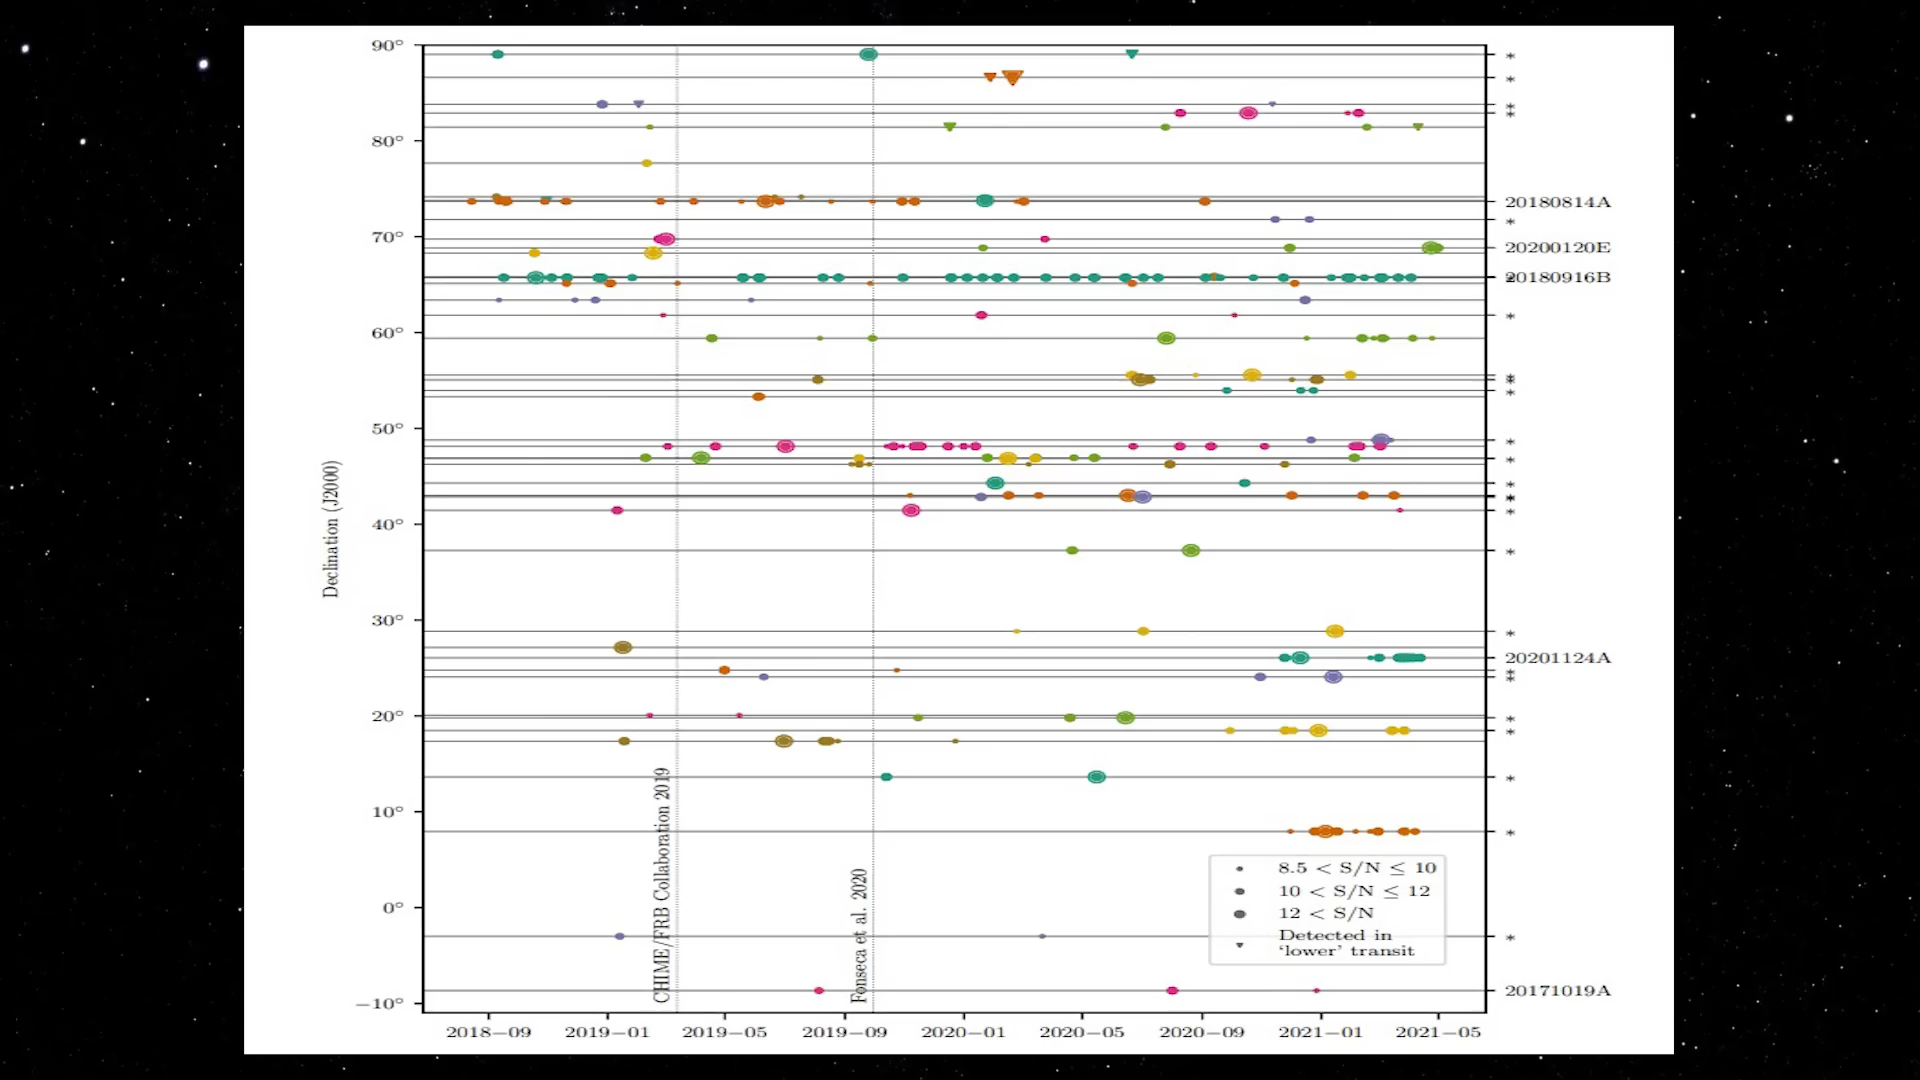 90°
80°
70°
60°
50°
40°
30°
20°
10°
0°
−10°
Declination (J2000)
*
*
*
*
20180814A
*
20200120E
20180916B
*
*
*
*
*
*
*
*
*
*
*
*
20201124A
*
*
*
*
*
*
*
20171019A
CHIME/FRB Collaboration 2019
Fonseca et al. 2020
8.5 < S/N ≤ 10
10 < S/N ≤ 12
12 < S/N
Detected in
‘lower’ transit
2018−09 2019−01 2019−05 2019−09 2020−01 2020−05 2020−09 2021−01 2021−05